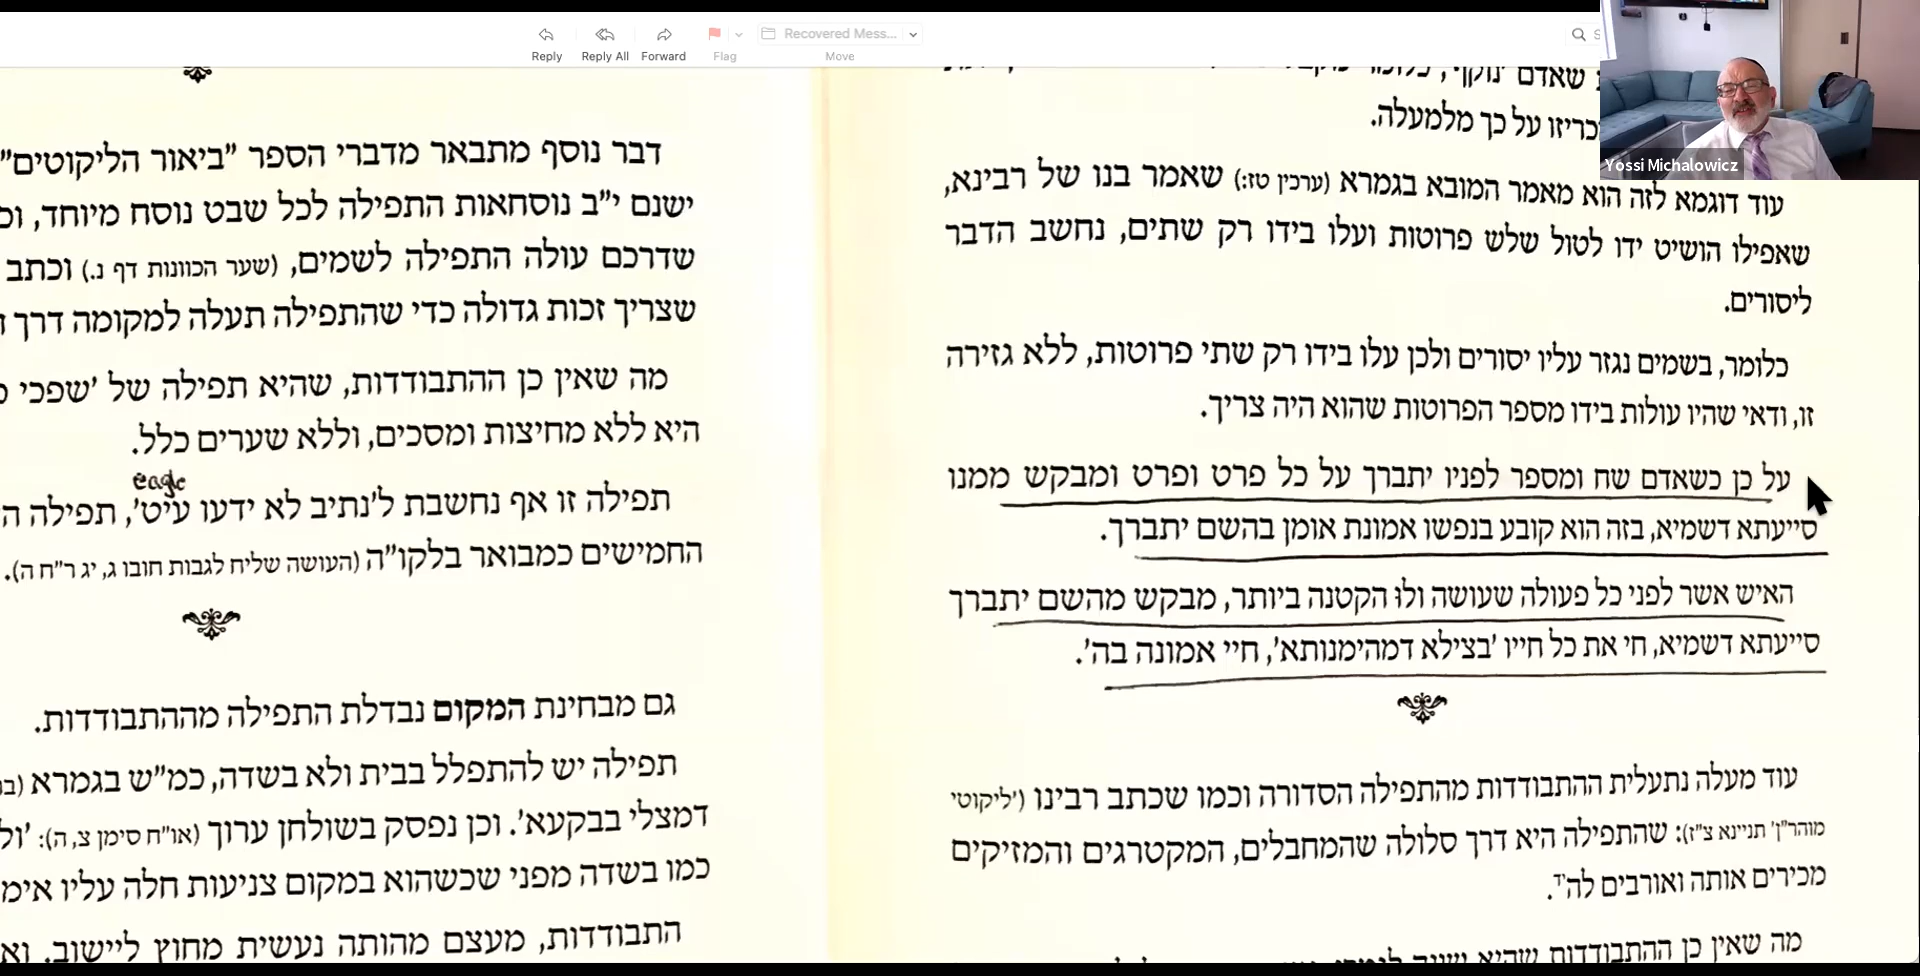 Reply
Reply All
Forward
Flag
Recovered Mess...
Move
Yossi Michalowicz
שאדם 'נוקף',
על כך מלמעלה.
עוד דוגמא לזה הוא מאמר המובא בגמרא (ערכין טז:) שאמר בנו של רבינא,
שאפילו הושיט ידו לטול שלש פרוטות ועלו בידו רק שתים, נחשב הדבר
ליסורים.
כלומר, בשמים נגזר עליו יסורים ולכן עלו בידו רק שתי פרוטות, ללא גזירה
זו, ודאי שהיו עולות בידו מספר הפרוטות שהוא היה צריך.
על כן כשאדם שח ומספר לפניו יתברך על כל פרט ופרט ומבקש ממנו
סייעתא דשמיא, בזה הוא קובע בנפשו אמונת אומן בהשם יתברך.
האיש אשר לפני כל פעולה שעושה ולוּ הקטנה ביותר, מבקש מהשם יתברך
סייעתא דשמיא, חי את כל חייו 'בצילא דמהימנותא', חיי אמונה בה'.
עוד מעלה נתעלית ההתבודדות מהתפילה הסדורה וכמו שכתב רבינו ('ליקוטי
מוהר"ן' תניינא צ"ז): שהתפילה היא דרך סלולה שהמחבלים, המקטרגים והמזיקים
מכירים אותה ואורבים לה".
מה שאין כן ההתבודדות שהיא
דבר נוסף מתבאר מדברי הספר "ביאור הליקוטים"
ישנם י"ב נוסחאות התפילה לכל שבט נוסח מיוחד,
שדרכם עולה התפילה לשמים, (שער הכוונות דף נ.) וכתב
שצריך זכות גדולה כדי שהתפילה תעלה למקומה דרך
מה שאין כן ההתבודדות, שהיא תפילה של 'שפכי
היא ללא מחיצות ומסכים, וללא שערים כלל.
eagle
תפילה זו אף נחשבת ל'נתיב לא ידעו עיט', תפילה
החמישים כמבואר בלקו"ה (העושה שליח לגבות חובו ג, יג ר"ח ה).
גם מבחינת המקום נבדלת התפילה מההתבודדות.
תפילה יש להתפלל בבית ולא בשדה, כמ"ש בגמרא
דמצלי בבקעא'. וכן נפסק בשולחן ערוך (או"ח סימן צ, ה):
כמו בשדה מפני שכשהוא במקום צניעות חלה עליו
התבודדות, מעצם מהותה נעשית מחוץ ליישוב.